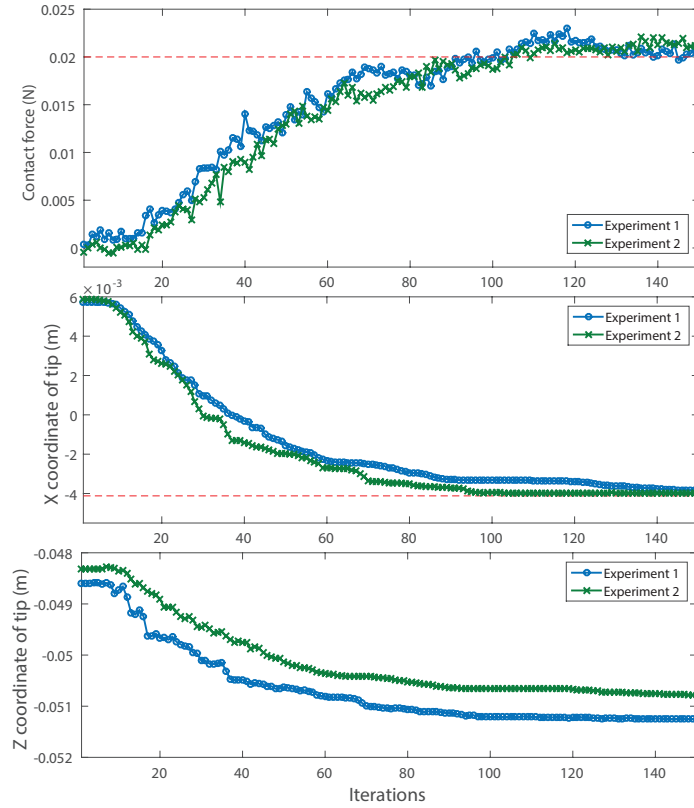 0.025
0.02
0.015
0.01
0.005
0
Contact force (N)
Experiment 1
Experiment 2
20 40 60 80 100 120 140
× 10⁻³
6
4
2
0
-2
-4
X coordinate of tip (m)
Experiment 1
Experiment 2
20 40 60 80 100 120 140
-0.048
-0.049
-0.05
-0.051
-0.052
Z coordinate of tip (m)
Experiment 1
Experiment 2
20 40 60 80 100 120 140
Iterations